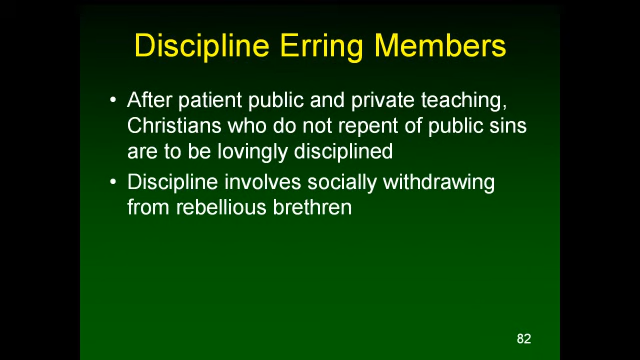 Discipline Erring Members
• After patient public and private teaching,
Christians who do not repent of public sins
are to be lovingly disciplined
• Discipline involves socially withdrawing
from rebellious brethren
82